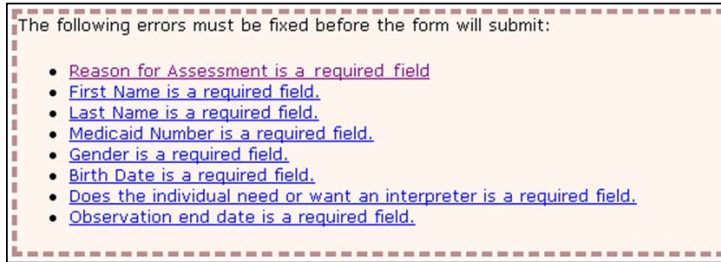 The following errors must be fixed before the form will submit:
Reason for Assessment is a required field
First Name is a required field.
Last Name is a required field.
Medicaid Number is a required field.
Gender is a required field.
Birth Date is a required field.
Does the individual need or want an interpreter is a required field.
Observation end date is a required field.